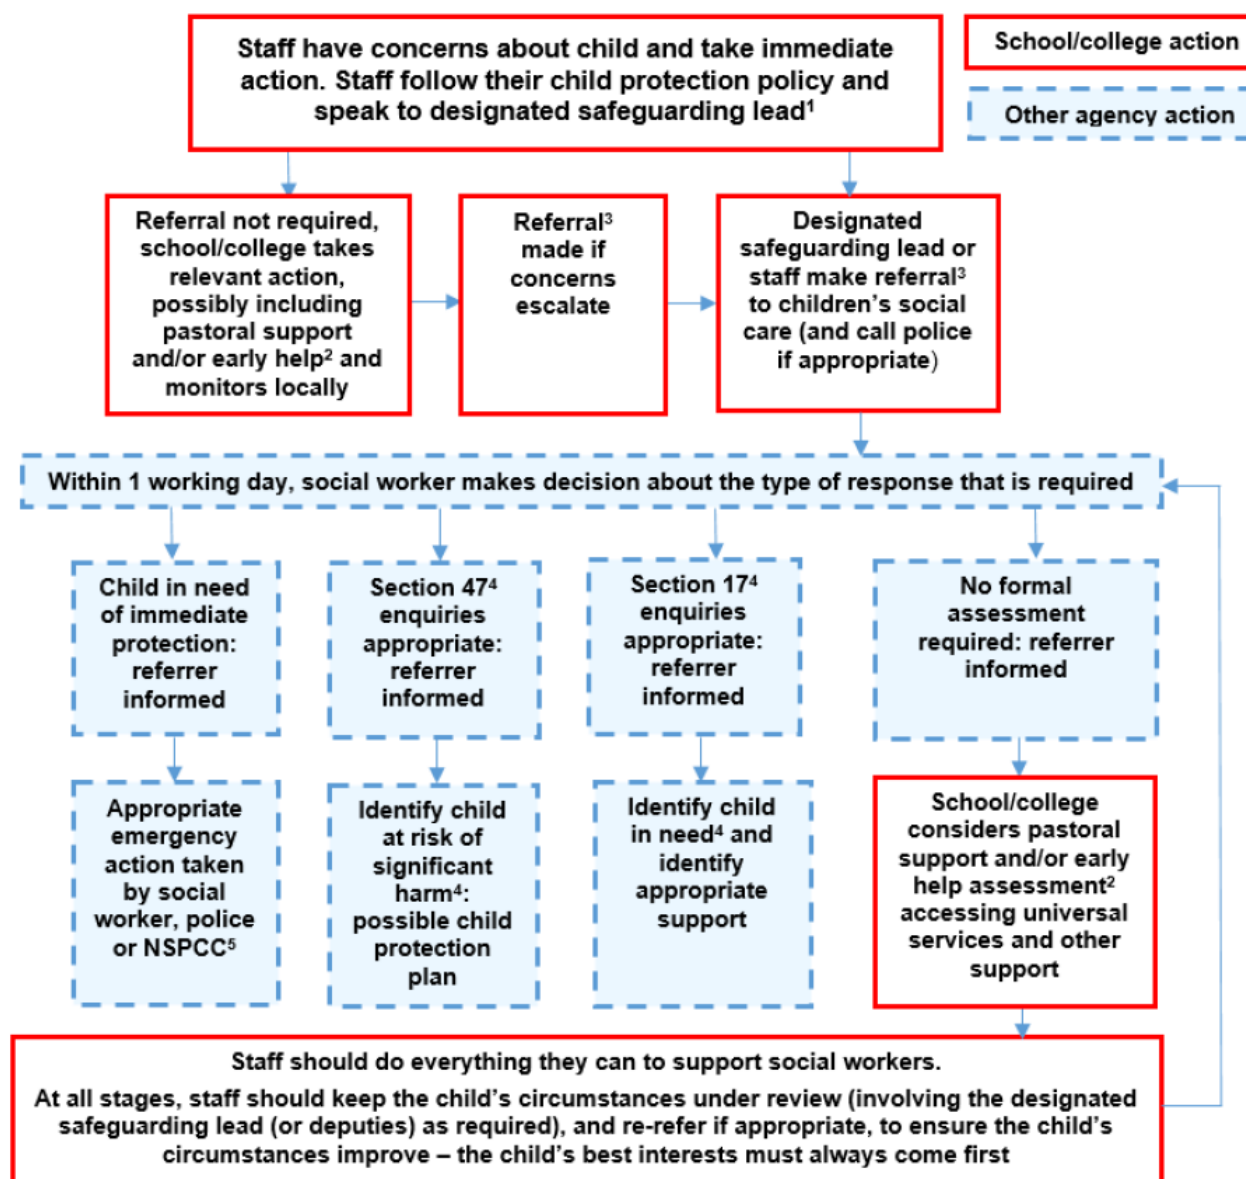 Staff have concerns about child and take immediate
action. Staff follow their child protection policy and
speak to designated safeguarding lead¹
School/college action
Other agency action
Referral not required,
school/college takes
relevant action,
possibly including
pastoral support
and/or early help² and
monitors locally
Referral³
made if
concerns
escalate
Designated
safeguarding lead or
staff make referral³
to children’s social
care (and call police
if appropriate)
Within 1 working day, social worker makes decision about the type of response that is required
Child in need
of immediate
protection:
referrer
informed
Section 47⁴
enquiries
appropriate:
referrer
informed
Section 17⁴
enquiries
appropriate:
referrer
informed
No formal
assessment
required: referrer
informed
Appropriate
emergency
action taken
by social
worker, police
or NSPCC⁵
Identify child
at risk of
significant
harm⁴:
possible child
protection
plan
Identify child
in need⁴ and
identify
appropriate
support
School/college
considers pastoral
support and/or early
help assessment²
accessing universal
services and other
support
Staff should do everything they can to support social workers.
At all stages, staff should keep the child’s circumstances under review (involving the designated
safeguarding lead (or deputies) as required), and re-refer if appropriate, to ensure the child’s
circumstances improve – the child’s best interests must always come first